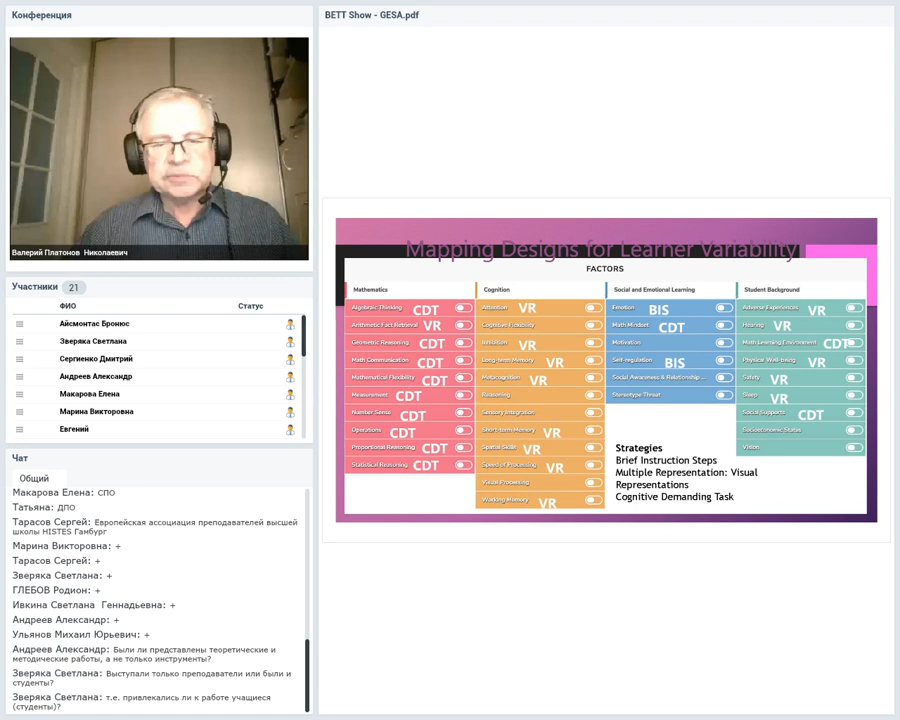 Конференция
Валерий Платонов Николаевич
Участники 21
ФИО Статус
Айсмонтас Бронюс
Зверяка Светлана
Сергиенко Дмитрий
Андреев Александр
Макарова Елена
Марина Викторовна
Евгений
Чат
Общий
Макарова Елена: СПО
Татьяна: ДПО
Тарасов Сергей: Европейская ассоциация преподавателей высшей
школы HISTES Гамбург
Марина Викторовна: +
Тарасов Сергей: +
Зверяка Светлана: +
ГЛЕБОВ Родион: +
Ивкина Светлана Геннадьевна: +
Андреев Александр: +
Ульянов Михаил Юрьевич: +
Андреев Александр: Были ли представлены теоретические и
методические работы, а не только инструменты?
Зверяка Светлана: Выступали только преподаватели или были и
студенты?
Зверяка Светлана: т.е. привлекались ли к работе учащиеся
(студенты)?
BETT Show - GESA.pdf
Mapping Designs for Learner Variability
FACTORS
Mathematics
Algebraic Thinking CDT
Arithmetic Fact Retrieval VR
Geometric Reasoning CDT
Math Communication CDT
Mathematical Flexibility CDT
Measurement CDT
Number Sense CDT
Operations CDT
Proportional Reasoning CDT
Statistical Reasoning CDT
Cognition
Attention VR
Cognitive Flexibility
Inhibition VR
Long-term Memory VR
Metacognition VR
Reasoning
Sensory Integration
Short-term Memory VR
Spatial Skills VR
Speed of Processing VR
Visual Processing
Working Memory VR
Social and Emotional Learning
Emotion BIS
Math Mindset CDT
Motivation
Self-regulation BIS
Social Awareness & Relationship ...
Stereotype Threat
Student Background
Adverse Experiences VR
Hearing VR
Math Learning Environment CDT
Physical Well-being VR
Safety VR
Sleep VR
Social Supports CDT
Socioeconomic Status
Vision
Strategies
Brief Instruction Steps
Multiple Representation: Visual
Representations
Cognitive Demanding Task